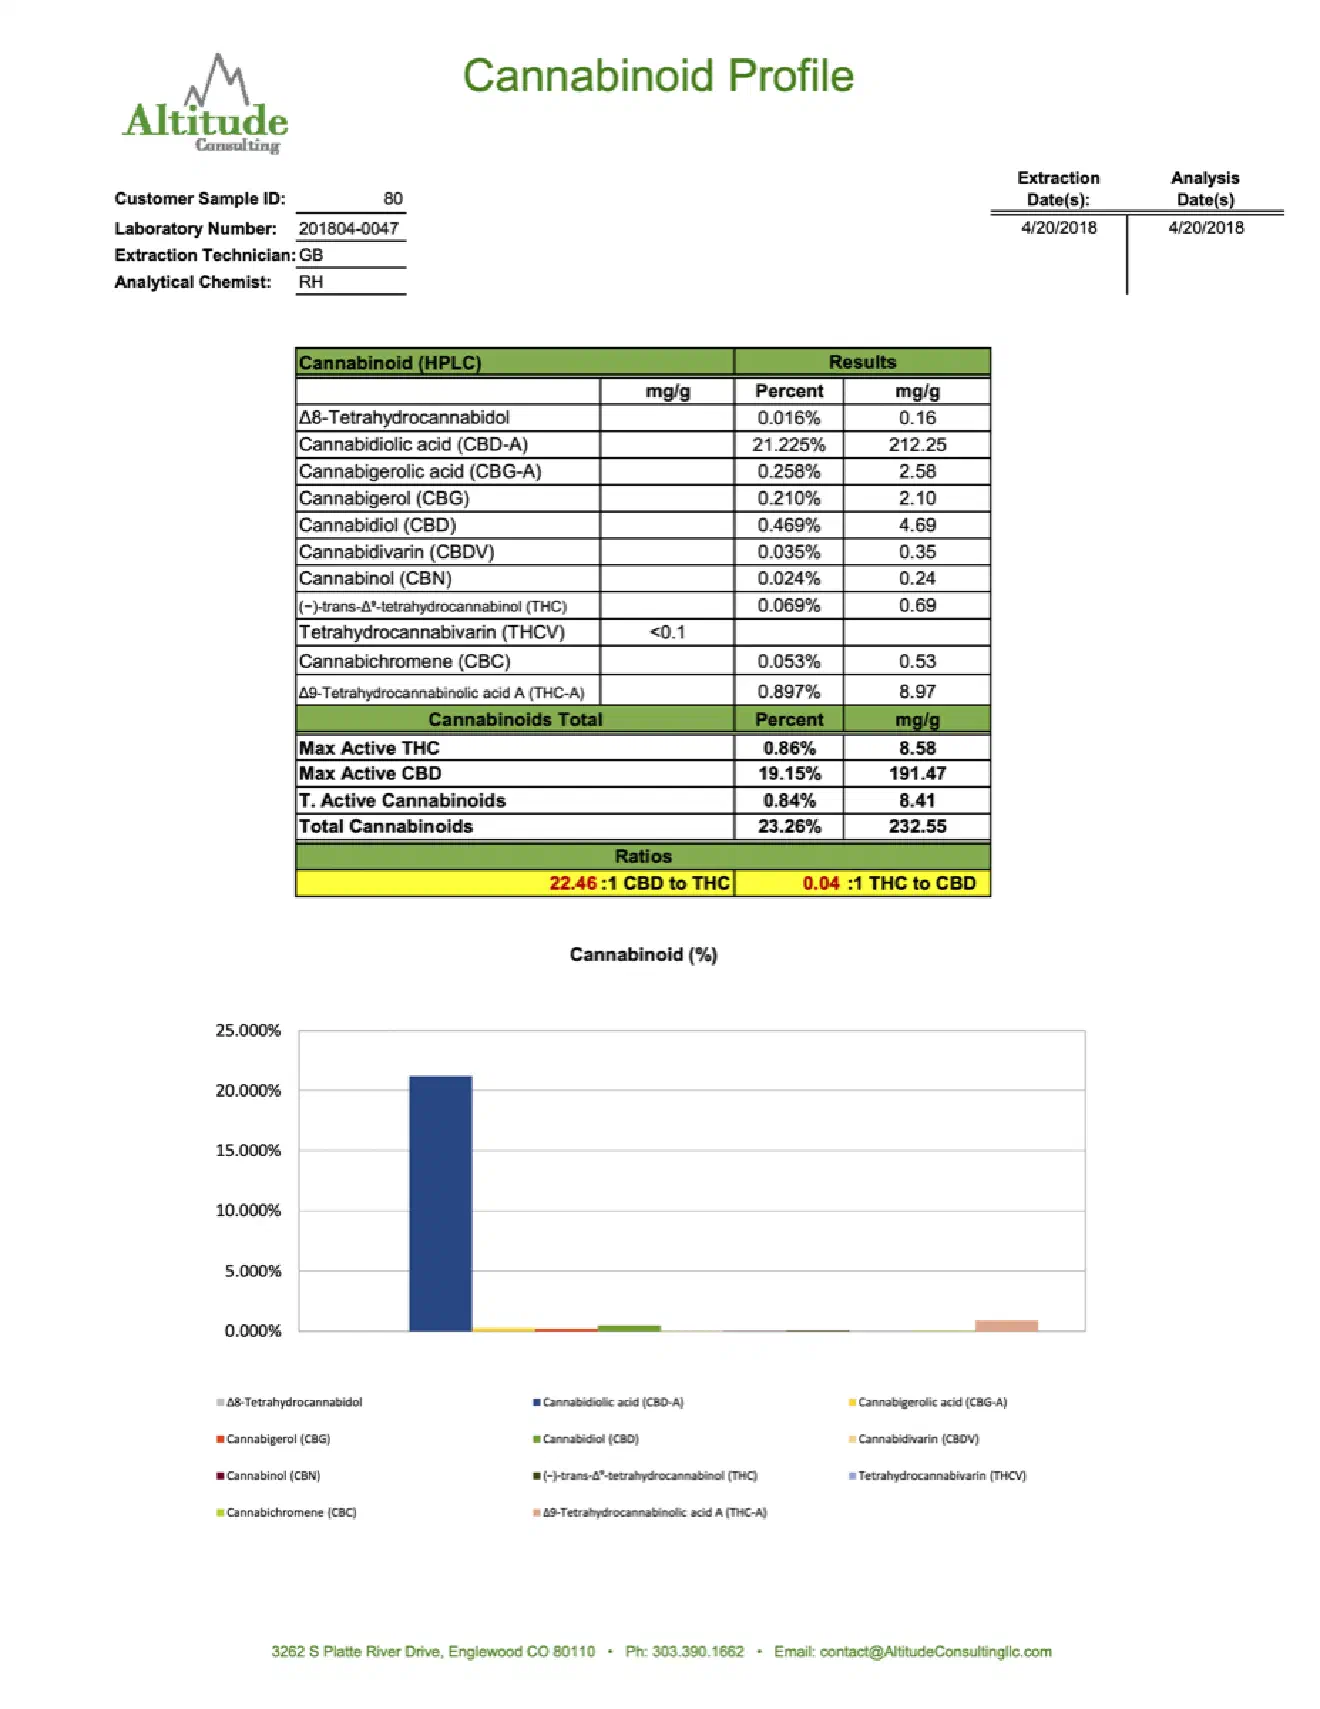 Cannabinoid Profile
Altitude
Consulting
Extraction Date(s): Analysis Date(s)
4/20/2018 4/20/2018
Customer Sample ID: 80
Laboratory Number: 201804-0047
Extraction Technician: GB
Analytical Chemist: RH
Cannabinoid (HPLC) Results
mg/g Percent mg/g
Δ8-Tetrahydrocannabidol 0.016% 0.16
Cannabidiolic acid (CBD-A) 21.225% 212.25
Cannabigerolic acid (CBG-A) 0.258% 2.58
Cannabigerol (CBG) 0.210% 2.10
Cannabidiol (CBD) 0.469% 4.69
Cannabidivarin (CBDV) 0.035% 0.35
Cannabinol (CBN) 0.024% 0.24
(−)-trans-Δ⁹-tetrahydrocannabinol (THC) 0.069% 0.69
Tetrahydrocannabivarin (THCV) <0.1
Cannabichromene (CBC) 0.053% 0.53
Δ9-Tetrahydrocannabinolic acid A (THC-A) 0.897% 8.97
Cannabinoids Total Percent mg/g
Max Active THC 0.86% 8.58
Max Active CBD 19.15% 191.47
T. Active Cannabinoids 0.84% 8.41
Total Cannabinoids 23.26% 232.55
Ratios
22.46 :1 CBD to THC 0.04 :1 THC to CBD
Cannabinoid (%)
25.000%
20.000%
15.000%
10.000%
5.000%
0.000%
Δ8-Tetrahydrocannabidol Cannabidiolic acid (CBD-A) Cannabigerolic acid (CBG-A)
Cannabigerol (CBG) Cannabidiol (CBD) Cannabidivarin (CBDV)
Cannabinol (CBN) (−)-trans-Δ⁹-tetrahydrocannabinol (THC) Tetrahydrocannabivarin (THCV)
Cannabichromene (CBC) Δ9-Tetrahydrocannabinolic acid A (THC-A)
3262 S Platte River Drive, Englewood CO 80110 • Ph: 303.390.1662 • Email: contact@AltitudeConsultingllc.com